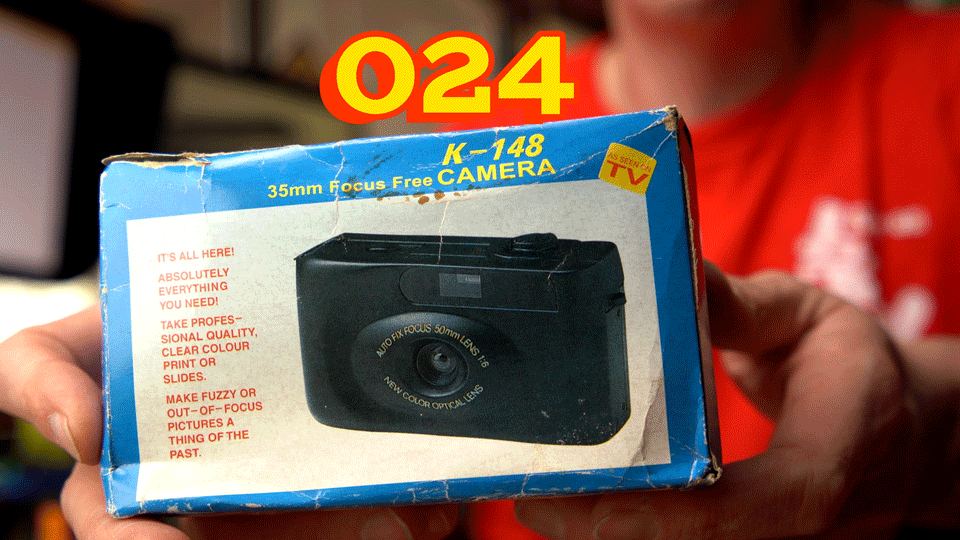 024
K-148
35mm Focus Free CAMERA
AS SEEN ON
TV
IT'S ALL HERE!
ABSOLUTELY
EVERYTHING
YOU NEED!
TAKE PROFES-
SIONAL QUALITY,
CLEAR COLOUR
PRINT OR
SLIDES.
MAKE FUZZY OR
OUT-OF-FOCUS
PICTURES A
THING OF THE
PAST.
AUTO FIX FOCUS 50mm LENS 1:6
NEW COLOR OPTICAL LENS